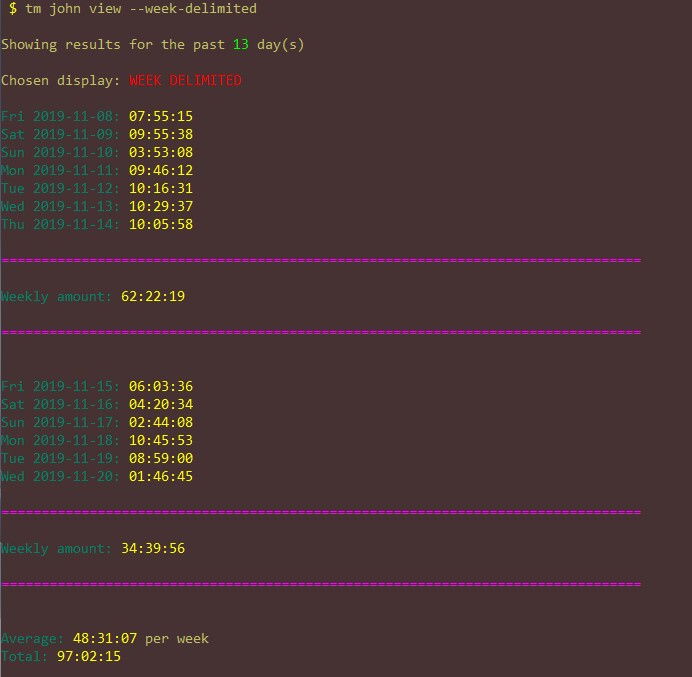 $ tm john view --week-delimited
Showing results for the past 13 day(s)
Chosen display: WEEK DELIMITED
Fri 2019-11-08: 07:55:15
Sat 2019-11-09: 09:55:38
Sun 2019-11-10: 03:53:08
Mon 2019-11-11: 09:46:12
Tue 2019-11-12: 10:16:31
Wed 2019-11-13: 10:29:37
Thu 2019-11-14: 10:05:58
================================================================================
Weekly amount: 62:22:19
================================================================================
Fri 2019-11-15: 06:03:36
Sat 2019-11-16: 04:20:34
Sun 2019-11-17: 02:44:08
Mon 2019-11-18: 10:45:53
Tue 2019-11-19: 08:59:00
Wed 2019-11-20: 01:46:45
================================================================================
Weekly amount: 34:39:56
================================================================================
Average: 48:31:07 per week
Total: 97:02:15